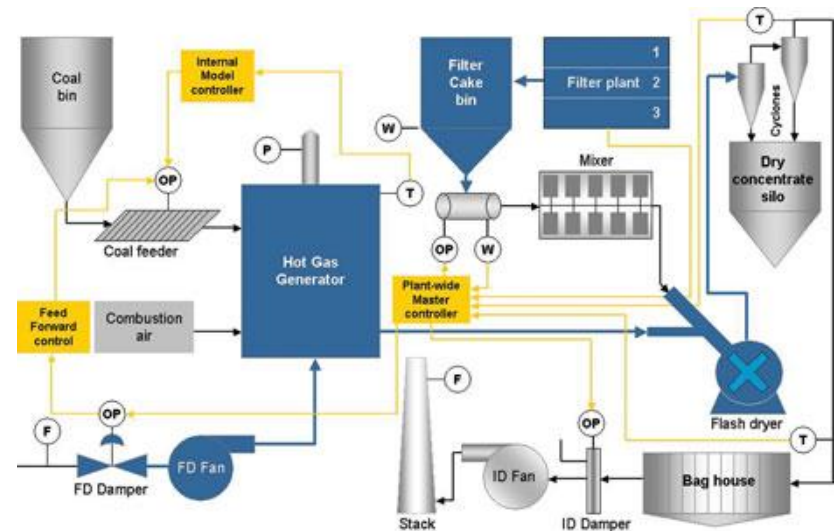 Coal
bin
Internal
Model
controller
OP
P
T
W
Filter
Cake
bin
1
Filter plant 2
3
T
Cyclones
Dry
concentrate
silo
Mixer
Coal feeder
Hot Gas
Generator
OP
W
Plant-wide
Master
controller
Feed
Forward
control
Combustion
air
F
OP
FD Damper
FD Fan
F
Stack
ID Fan
OP
ID Damper
Flash dryer
T
Bag house